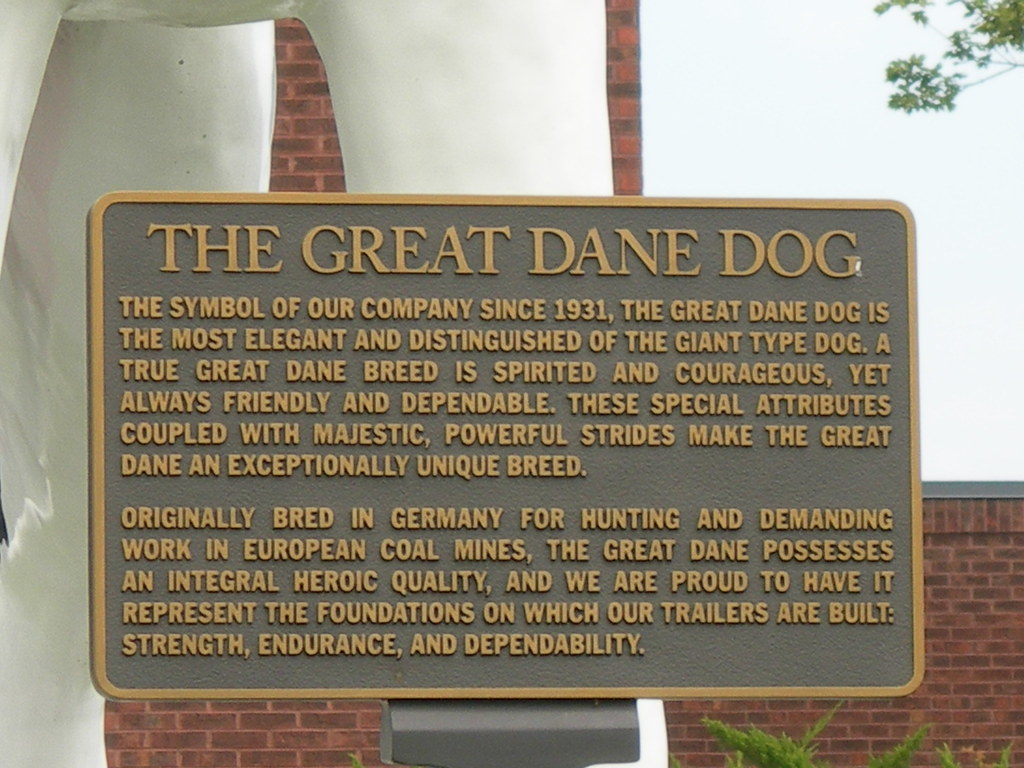 THE GREAT DANE DOG
THE SYMBOL OF OUR COMPANY SINCE 1931, THE GREAT DANE DOG IS
THE MOST ELEGANT AND DISTINGUISHED OF THE GIANT TYPE DOG. A
TRUE GREAT DANE BREED IS SPIRITED AND COURAGEOUS, YET
ALWAYS FRIENDLY AND DEPENDABLE. THESE SPECIAL ATTRIBUTES
COUPLED WITH MAJESTIC, POWERFUL STRIDES MAKE THE GREAT
DANE AN EXCEPTIONALLY UNIQUE BREED.
ORIGINALLY BRED IN GERMANY FOR HUNTING AND DEMANDING
WORK IN EUROPEAN COAL MINES, THE GREAT DANE POSSESSES
AN INTEGRAL HEROIC QUALITY, AND WE ARE PROUD TO HAVE IT
REPRESENT THE FOUNDATIONS ON WHICH OUR TRAILERS ARE BUILT:
STRENGTH, ENDURANCE, AND DEPENDABILITY.